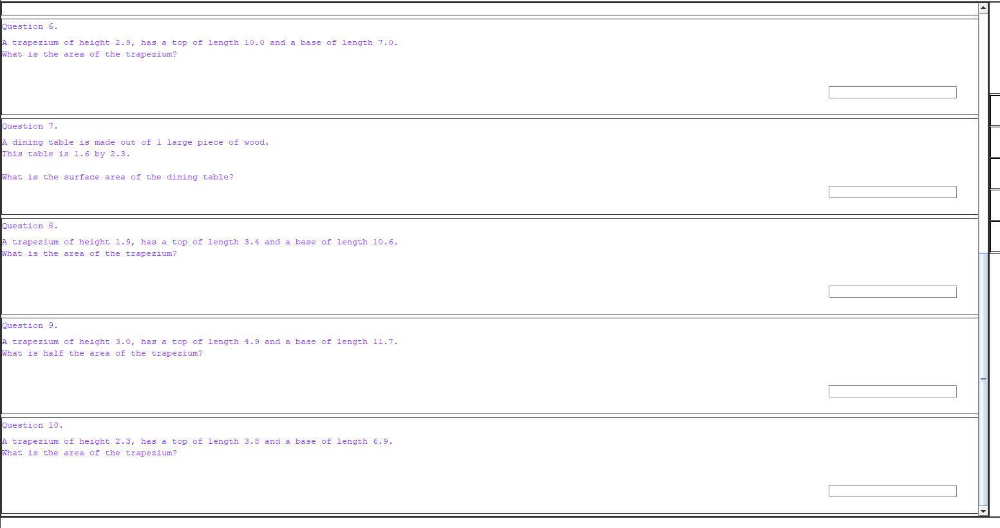 Question 6.
A trapezium of height 2.9, has a top of length 10.0 and a base of length 7.0.
What is the area of the trapezium?
Question 7.
A dining table is made out of 1 large piece of wood.
This table is 1.6 by 2.3.
What is the surface area of the dining table?
Question 8.
A trapezium of height 1.9, has a top of length 3.4 and a base of length 10.6.
What is the area of the trapezium?
Question 9.
A trapezium of height 3.0, has a top of length 4.9 and a base of length 11.7.
What is half the area of the trapezium?
Question 10.
A trapezium of height 2.3, has a top of length 3.8 and a base of length 6.9.
What is the area of the trapezium?